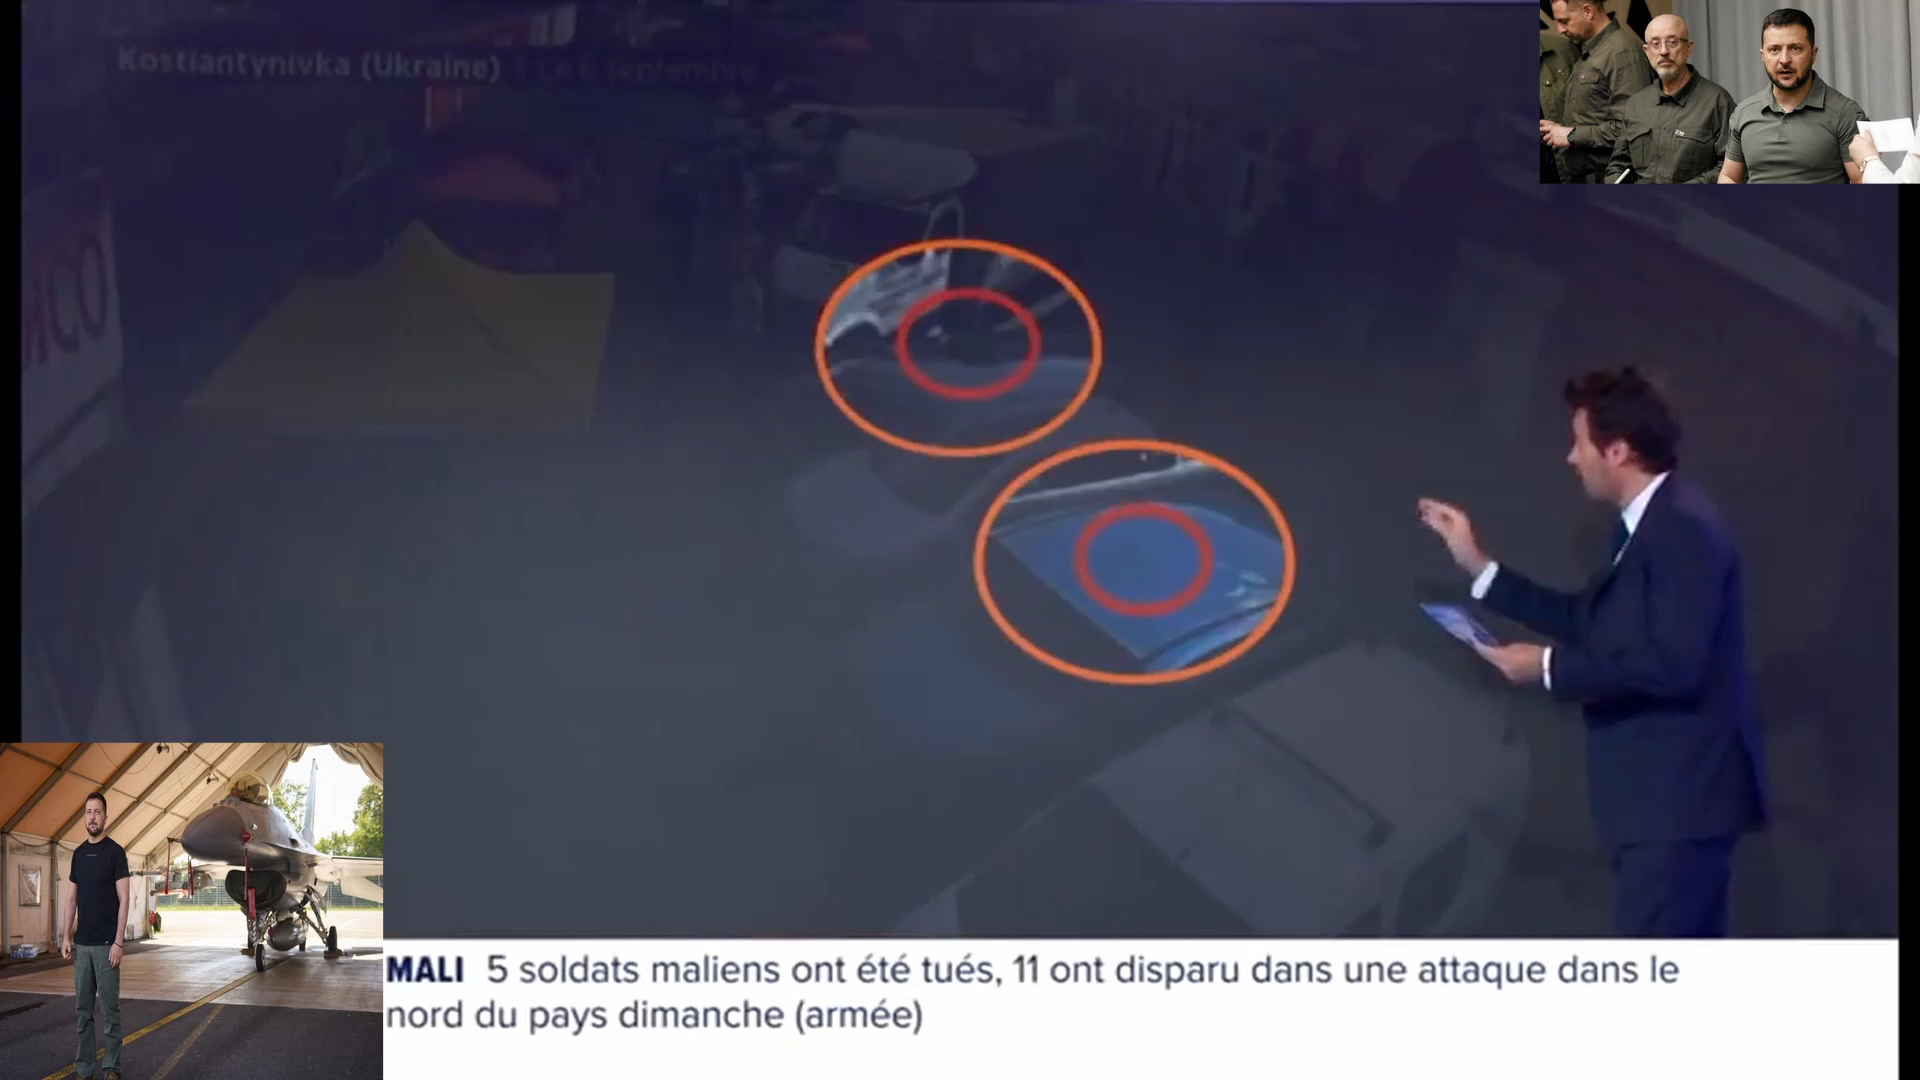 Kostiantynivka (Ukraine)
MALI 5 soldats maliens ont été tués, 11 ont disparu dans une attaque dans le
nord du pays dimanche (armée)